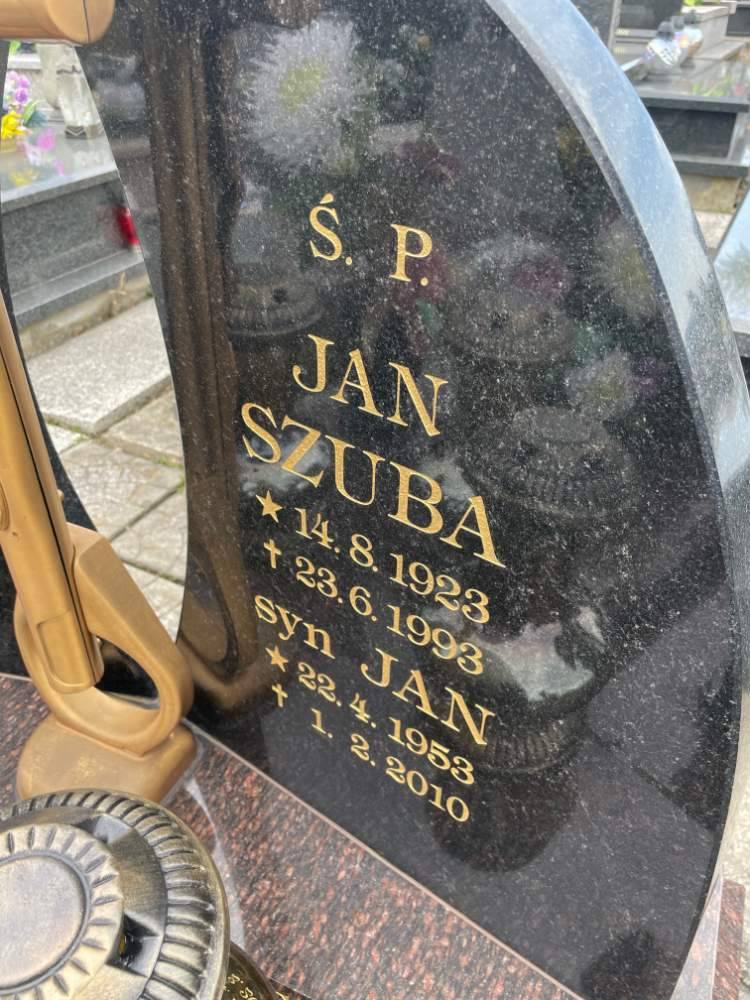 Ś. P.
JAN
SZUBA
★ 14. 8. 1923
✝ 23. 6. 1993
syn JAN
★ 22. 4. 1953
✝ 1. 2. 2010